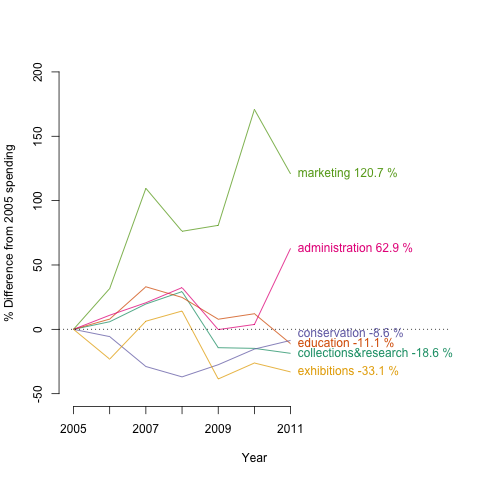 % Difference from 2005 spending
200
150
100
50
0
-50
marketing 120.7 %
administration 62.9 %
conservation -8.6 %
education -11.1 %
collections&research -18.6 %
exhibitions -33.1 %
2005 2007 2009 2011
Year